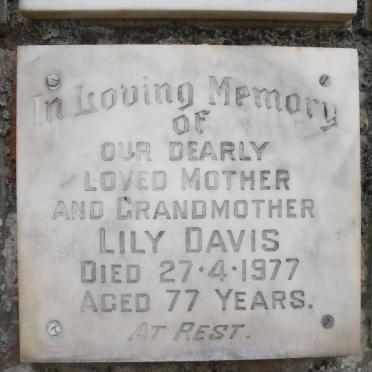 In Loving Memory
OF
OUR DEARLY
LOVED MOTHER
AND GRANDMOTHER
LILY DAVIS
DIED 27·4·1977
AGED 77 YEARS.
AT REST.